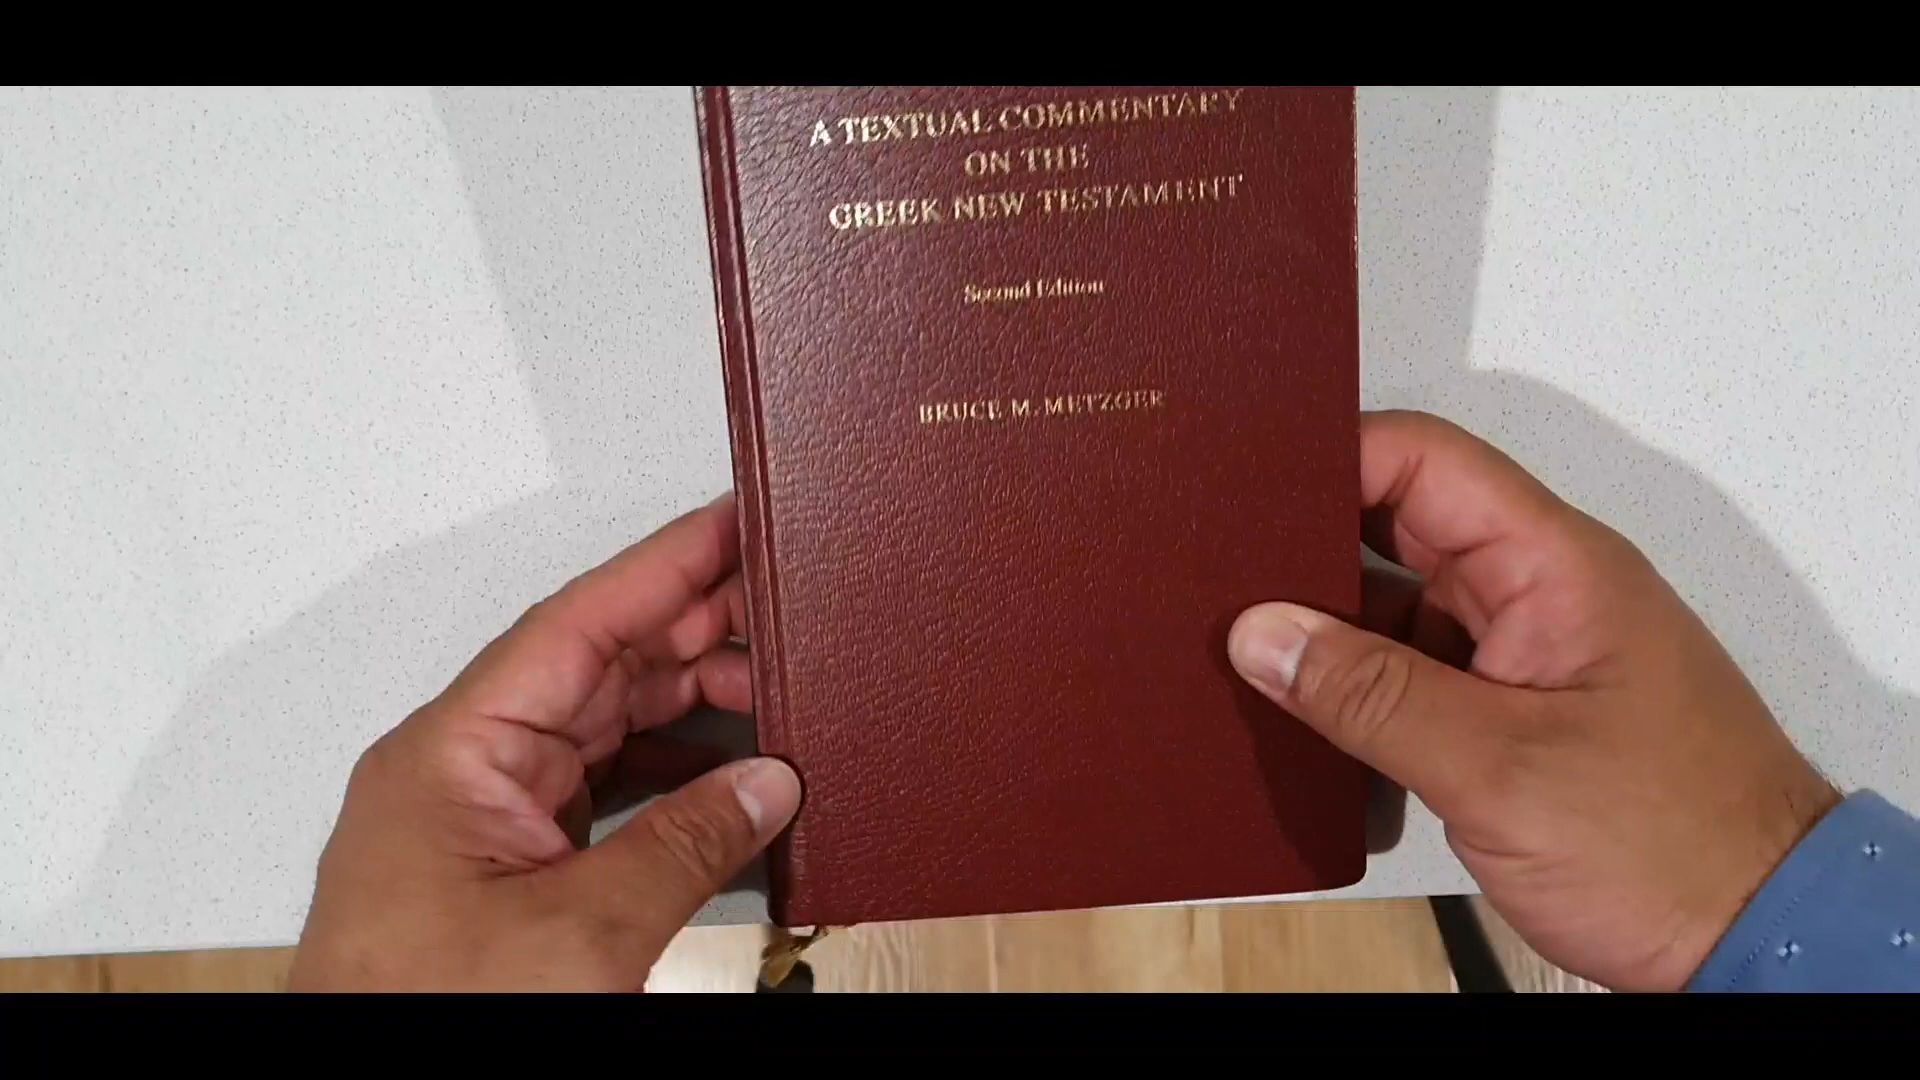 A TEXTUAL COMMENTARY
ON THE
GREEK NEW TESTAMENT
Second Edition
BRUCE M. METZGER